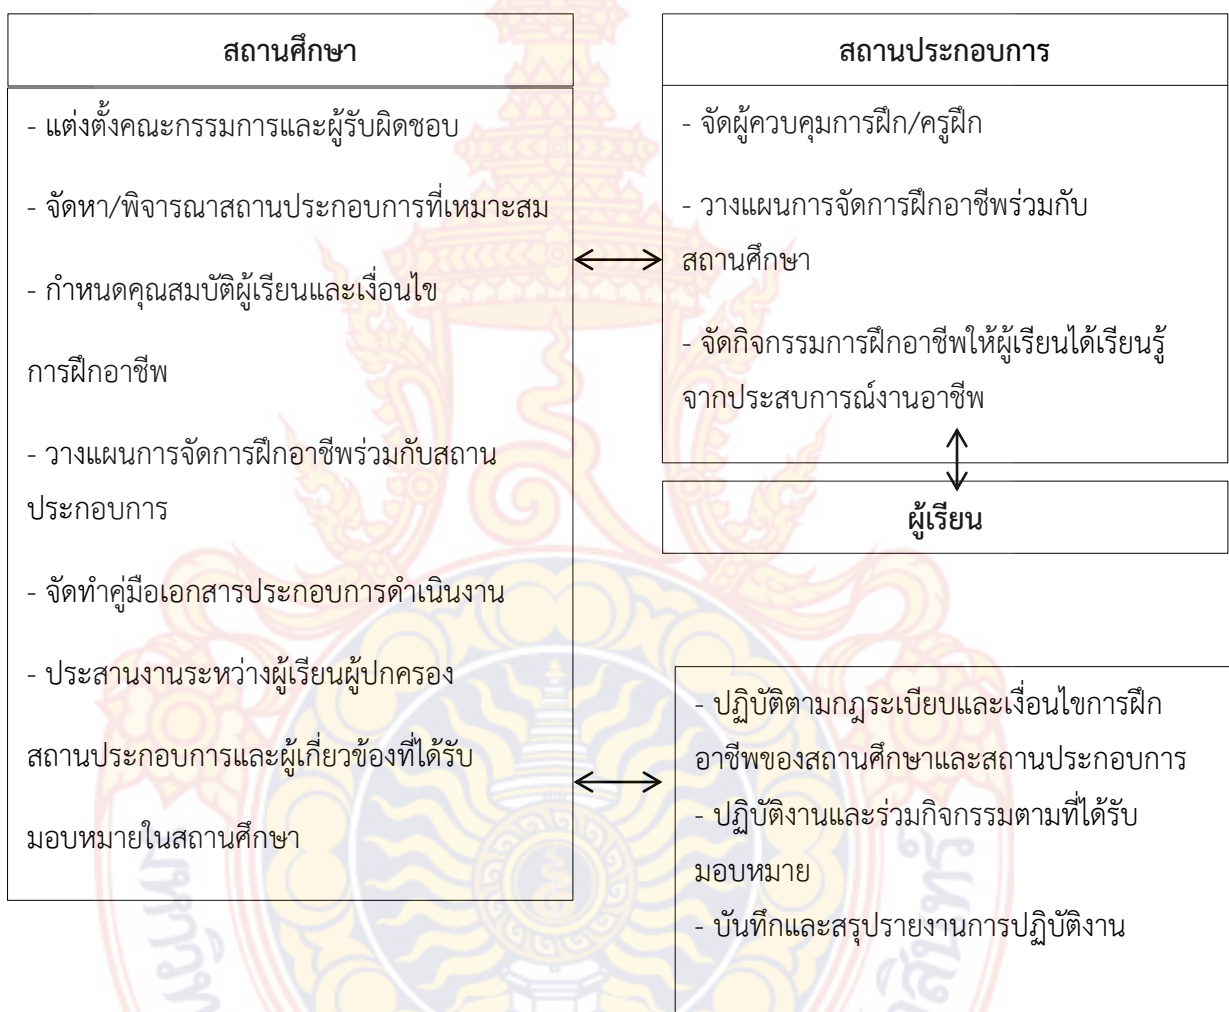 สถานศึกษา
- แต่งตั้งคณะกรรมการและผู้รับผิดชอบ
- จัดหา/พิจารณาสถานประกอบการที่เหมาะสม
- กำหนดคุณสมบัติผู้เรียนและเงื่อนไข
การฝึกอาชีพ
- วางแผนการจัดการฝึกอาชีพร่วมกับสถาน
ประกอบการ
- จัดทำคู่มือเอกสารประกอบการดำเนินงาน
- ประสานงานระหว่างผู้เรียนผู้ปกครอง
สถานประกอบการและผู้เกี่ยวข้องที่ได้รับ
มอบหมายในสถานศึกษา
สถานประกอบการ
- จัดผู้ควบคุมการฝึก/ครูฝึก
- วางแผนการจัดการฝึกอาชีพร่วมกับ
สถานศึกษา
- จัดกิจกรรมการฝึกอาชีพให้ผู้เรียนได้เรียนรู้
จากประสบการณ์งานอาชีพ
ผู้เรียน
- ปฏิบัติตามกฎระเบียบและเงื่อนไขการฝึก
อาชีพของสถานศึกษาและสถานประกอบการ
- ปฏิบัติงานและร่วมกิจกรรมตามที่ได้รับ
มอบหมาย
- บันทึกและสรุปรายงานการปฏิบัติงาน